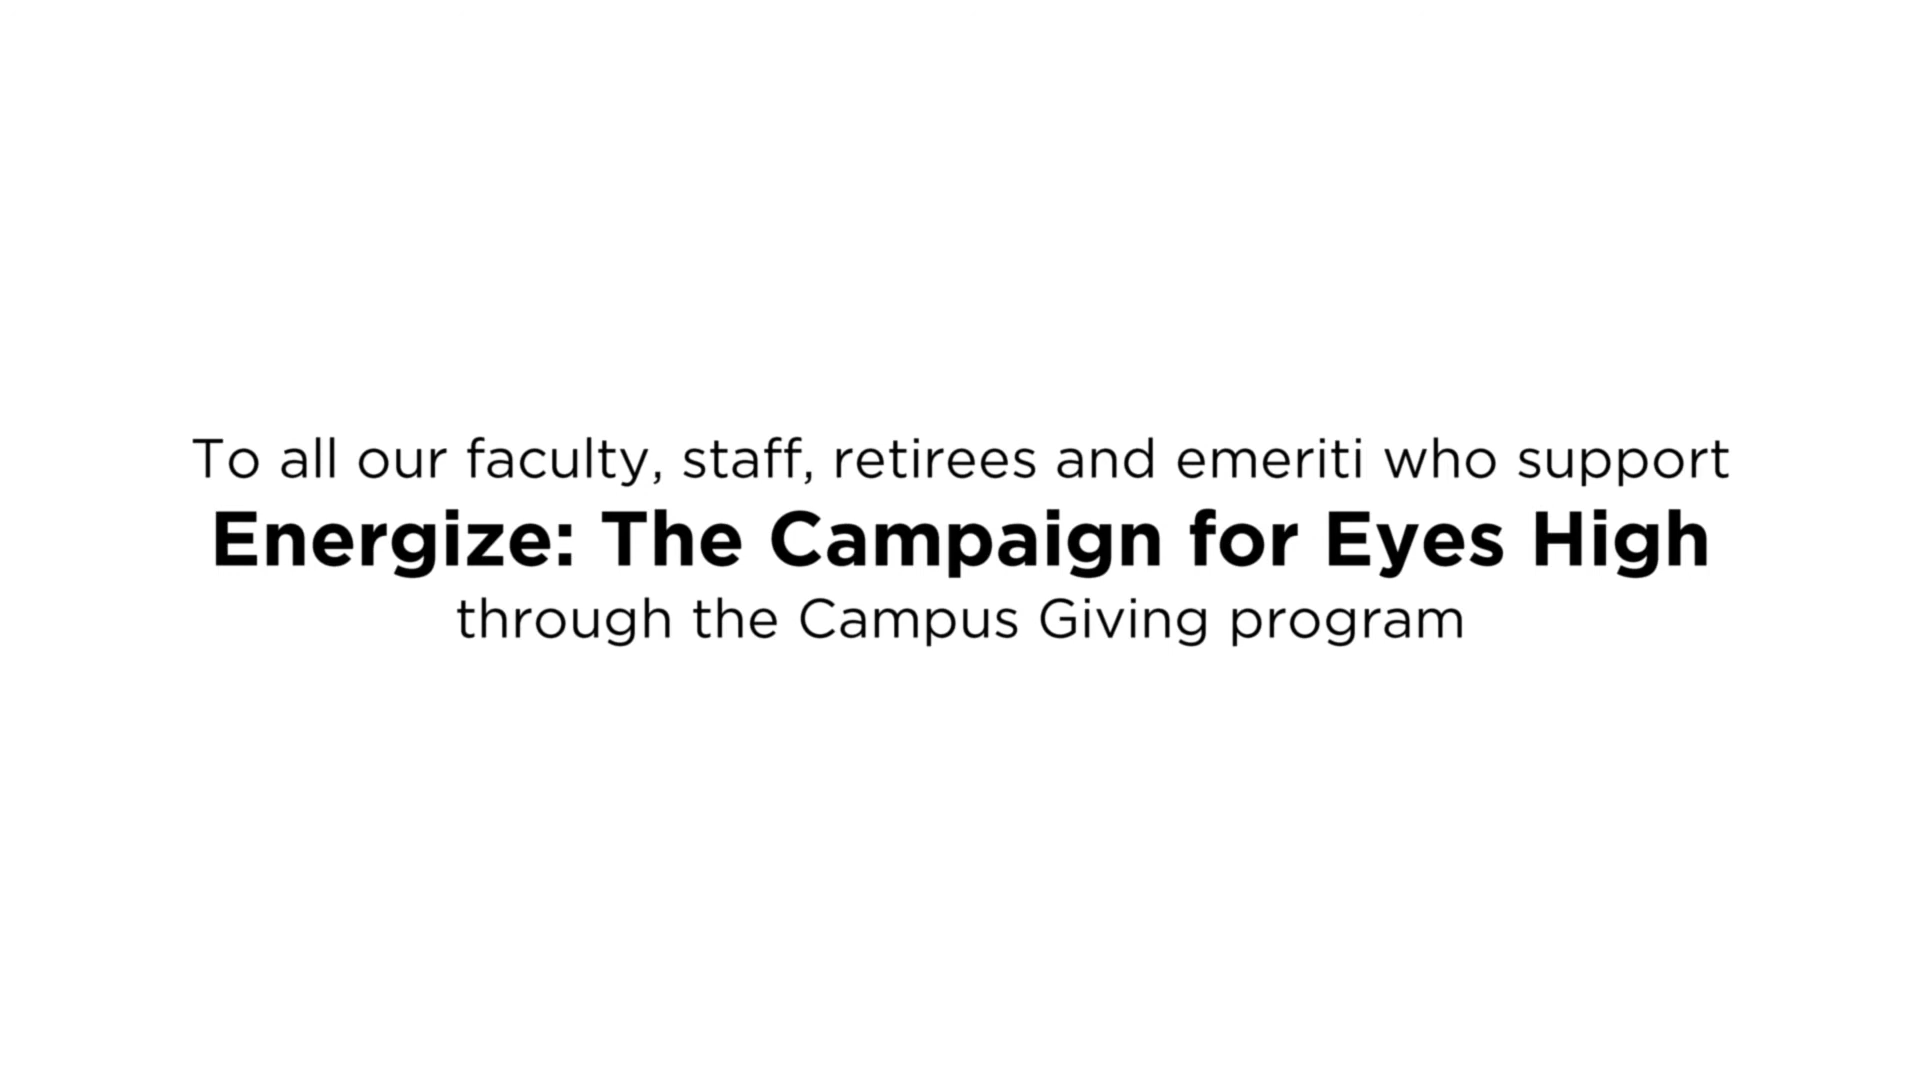 To all our faculty, staff, retirees and emeriti who support
Energize: The Campaign for Eyes High
through the Campus Giving program